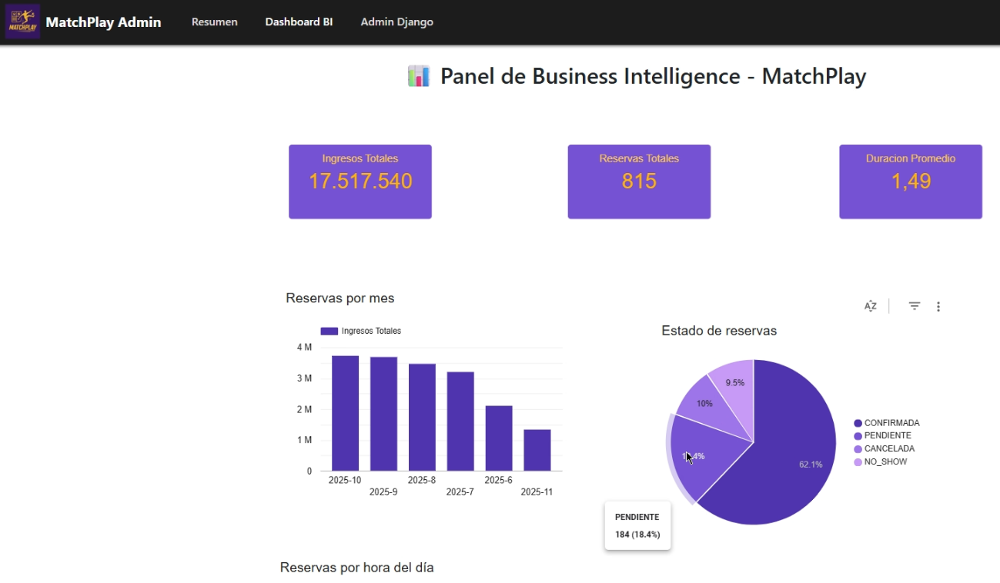 MATCHPLAY
MatchPlay Admin
Resumen
Dashboard BI
Admin Django
Panel de Business Intelligence - MatchPlay
Ingresos Totales
17.517.540
Reservas Totales
815
Duracion Promedio
1,49
Reservas por mes
Ingresos Totales
4 M
3 M
2 M
1 M
0
2025-10
2025-9
2025-8
2025-7
2025-6
2025-11
AZ
Estado de reservas
9.5%
10%
62.1%
CONFIRMADA
PENDIENTE
CANCELADA
NO_SHOW
PENDIENTE
184 (18.4%)
Reservas por hora del día